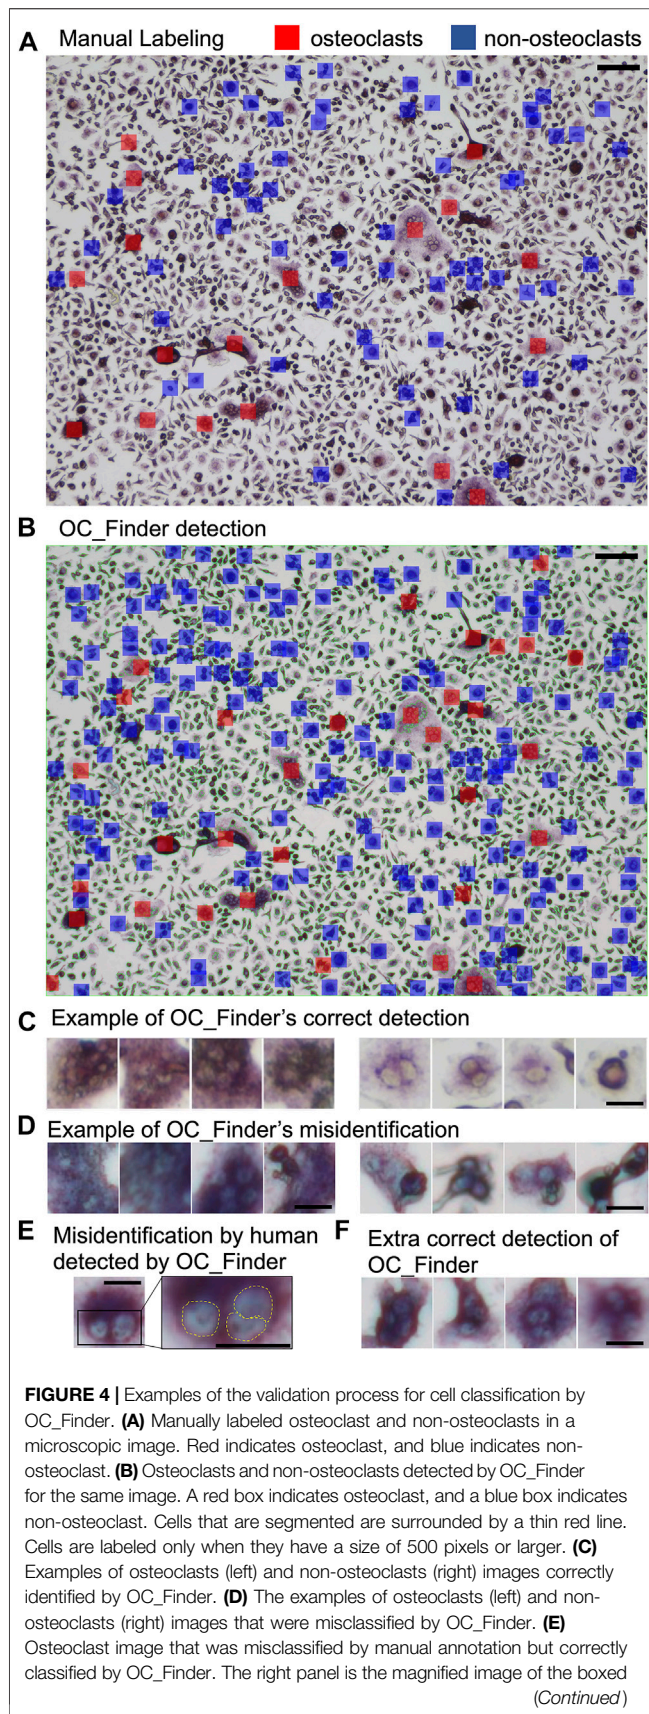 A Manual Labeling osteoclasts non-osteoclasts
B OC_Finder detection
C Example of OC_Finder's correct detection
D Example of OC_Finder's misidentification
E Misidentification by human
detected by OC_Finder
F Extra correct detection of
OC_Finder
FIGURE 4 | Examples of the validation process for cell classification by
OC_Finder. (A) Manually labeled osteoclast and non-osteoclasts in a
microscopic image. Red indicates osteoclast, and blue indicates non-
osteoclast. (B) Osteoclasts and non-osteoclasts detected by OC_Finder
for the same image. A red box indicates osteoclast, and a blue box indicates
non-osteoclast. Cells that are segmented are surrounded by a thin red line.
Cells are labeled only when they have a size of 500 pixels or larger. (C)
Examples of osteoclasts (left) and non-osteoclasts (right) images correctly
identified by OC_Finder. (D) The examples of osteoclasts (left) and non-
osteoclasts (right) images that were misclassified by OC_Finder. (E)
Osteoclast image that was misclassified by manual annotation but correctly
classified by OC_Finder. The right panel is the magnified image of the boxed
(Continued)